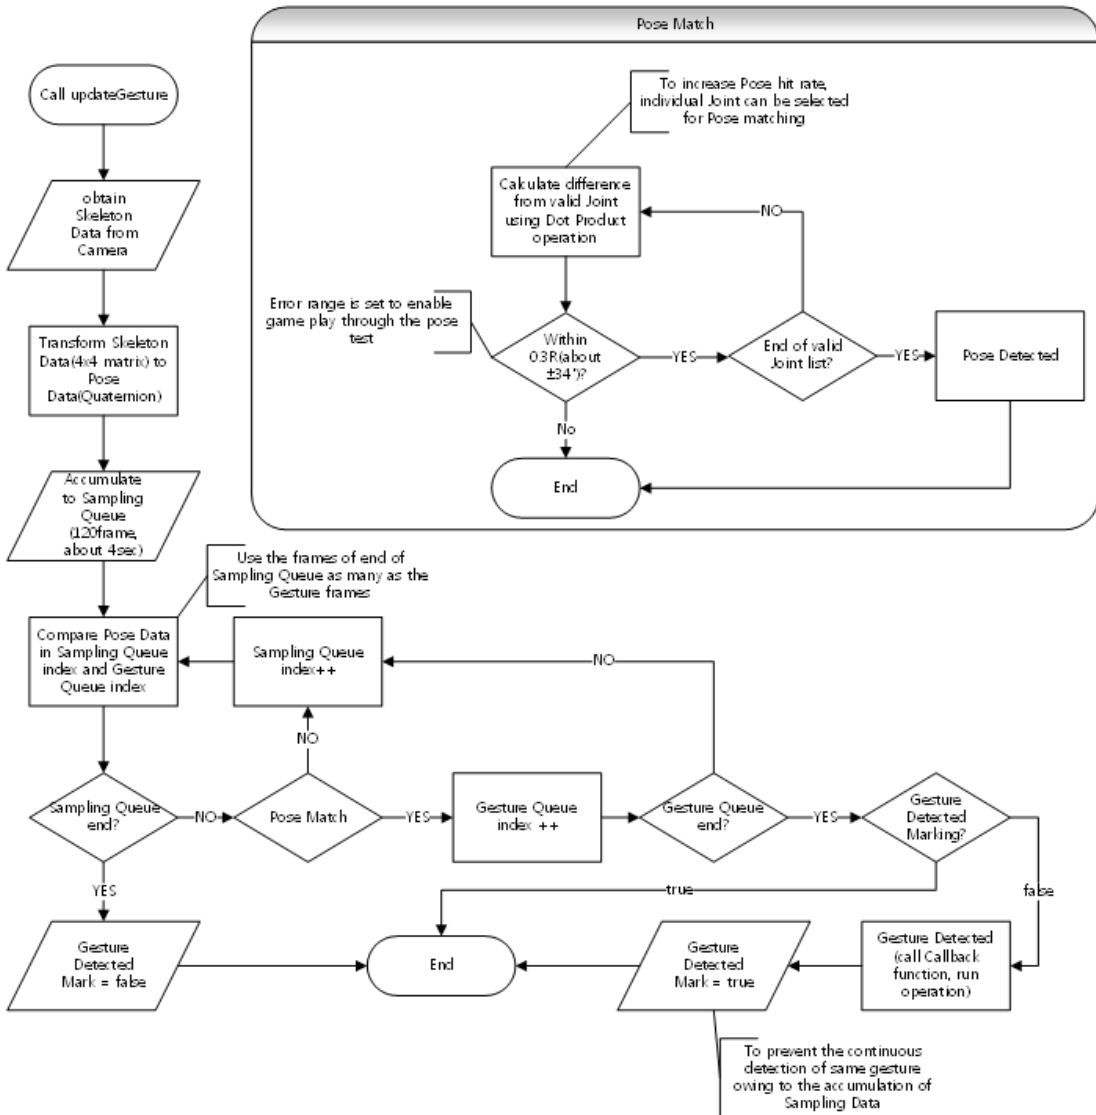 Pose Match
To increase Pose hit rate,
individual Joint can be selected
for Pose matching
Call updateGesture
Calculate difference
from valid Joint
using Dot Product
operation
NO
obtain
Skeleton
Data from
Camera
Error range is set to enable
game play through the pose
test
Transform Skeleton
Data(4x4 matrix) to
Pose
Data(Quaternion)
Within
0.3R(about
±34°)?
YES
End of valid
Joint list?
YES
Pose Detected
No
End
Accumulate
to Sampling
Queue
(120frame,
about 4sec)
Use the frames of end of
Sampling Queue as many as the
Gesture frames
Compare Pose Data
in Sampling Queue
index and Gesture
Queue index
Sampling Queue
index++
NO
NO
Sampling Queue
end?
NO
Pose Match
YES
Gesture Queue
index ++
Gesture Queue
end?
YES
Gesture
Detected
Marking?
YES
true
false
Gesture
Detected
Mark = false
End
Gesture
Detected
Mark = true
Gesture Detected
(call Callback
function, run
operation)
To prevent the continuous
detection of same gesture
owing to the accumulation of
Sampling Data